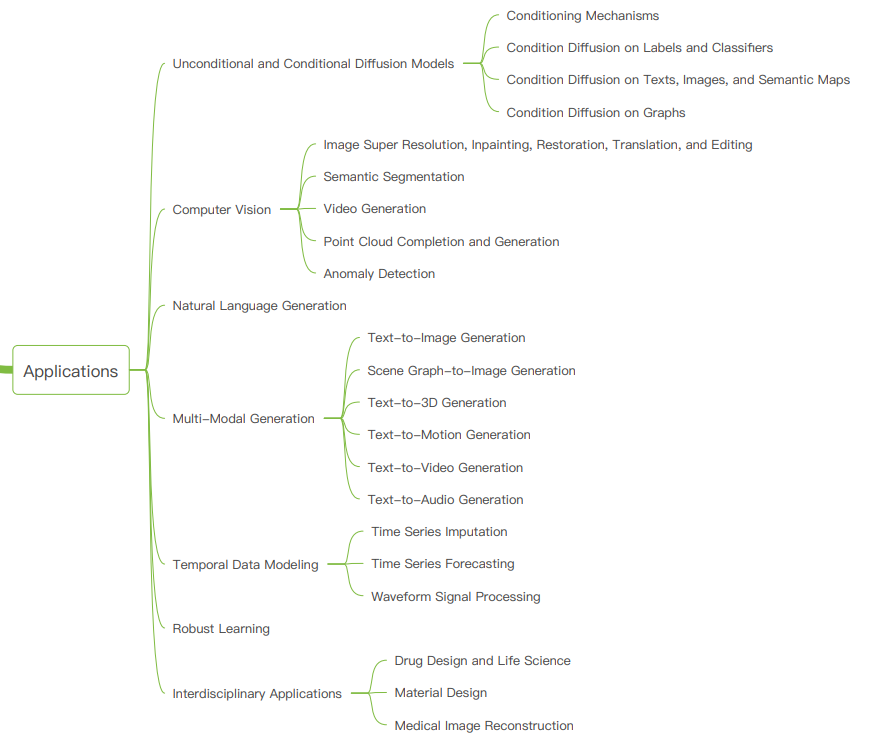 Applications
Unconditional and Conditional Diffusion Models
Conditioning Mechanisms
Condition Diffusion on Labels and Classifiers
Condition Diffusion on Texts, Images, and Semantic Maps
Condition Diffusion on Graphs
Computer Vision
Image Super Resolution, Inpainting, Restoration, Translation, and Editing
Semantic Segmentation
Video Generation
Point Cloud Completion and Generation
Anomaly Detection
Natural Language Generation
Multi-Modal Generation
Text-to-Image Generation
Scene Graph-to-Image Generation
Text-to-3D Generation
Text-to-Motion Generation
Text-to-Video Generation
Text-to-Audio Generation
Temporal Data Modeling
Time Series Imputation
Time Series Forecasting
Waveform Signal Processing
Robust Learning
Interdisciplinary Applications
Drug Design and Life Science
Material Design
Medical Image Reconstruction